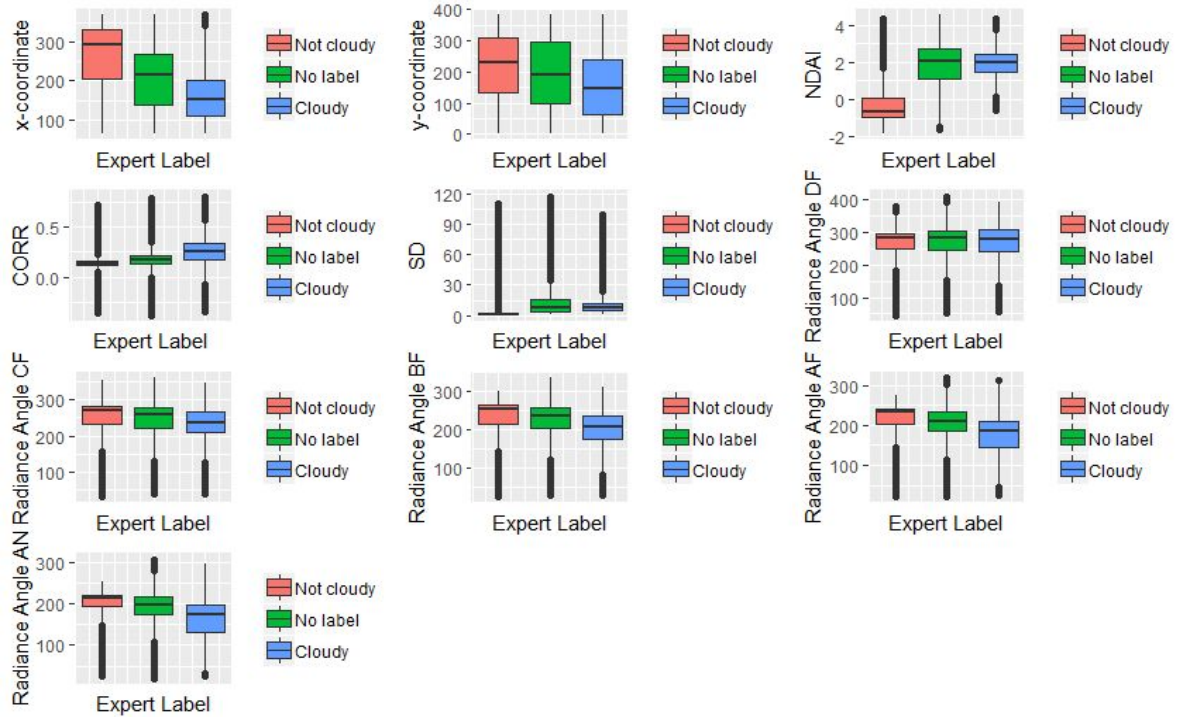 x-coordinate
300
200
100
Expert Label
Not cloudy
No label
Cloudy
y-coordinate
400
300
200
100
0
Expert Label
Not cloudy
No label
Cloudy
NDAI
4
2
0
-2
Expert Label
Not cloudy
No label
Cloudy
CORR
0.5
0.0
Expert Label
Not cloudy
No label
Cloudy
SD
120
90
60
30
0
Expert Label
Not cloudy
No label
Cloudy
Radiance Angle DF
400
300
200
100
Expert Label
Not cloudy
No label
Cloudy
Radiance Angle CF
300
200
100
Expert Label
Not cloudy
No label
Cloudy
Radiance Angle BF
300
200
100
Expert Label
Not cloudy
No label
Cloudy
Radiance Angle AF
300
200
100
Expert Label
Not cloudy
No label
Cloudy
Radiance Angle AN
300
200
100
Expert Label
Not cloudy
No label
Cloudy